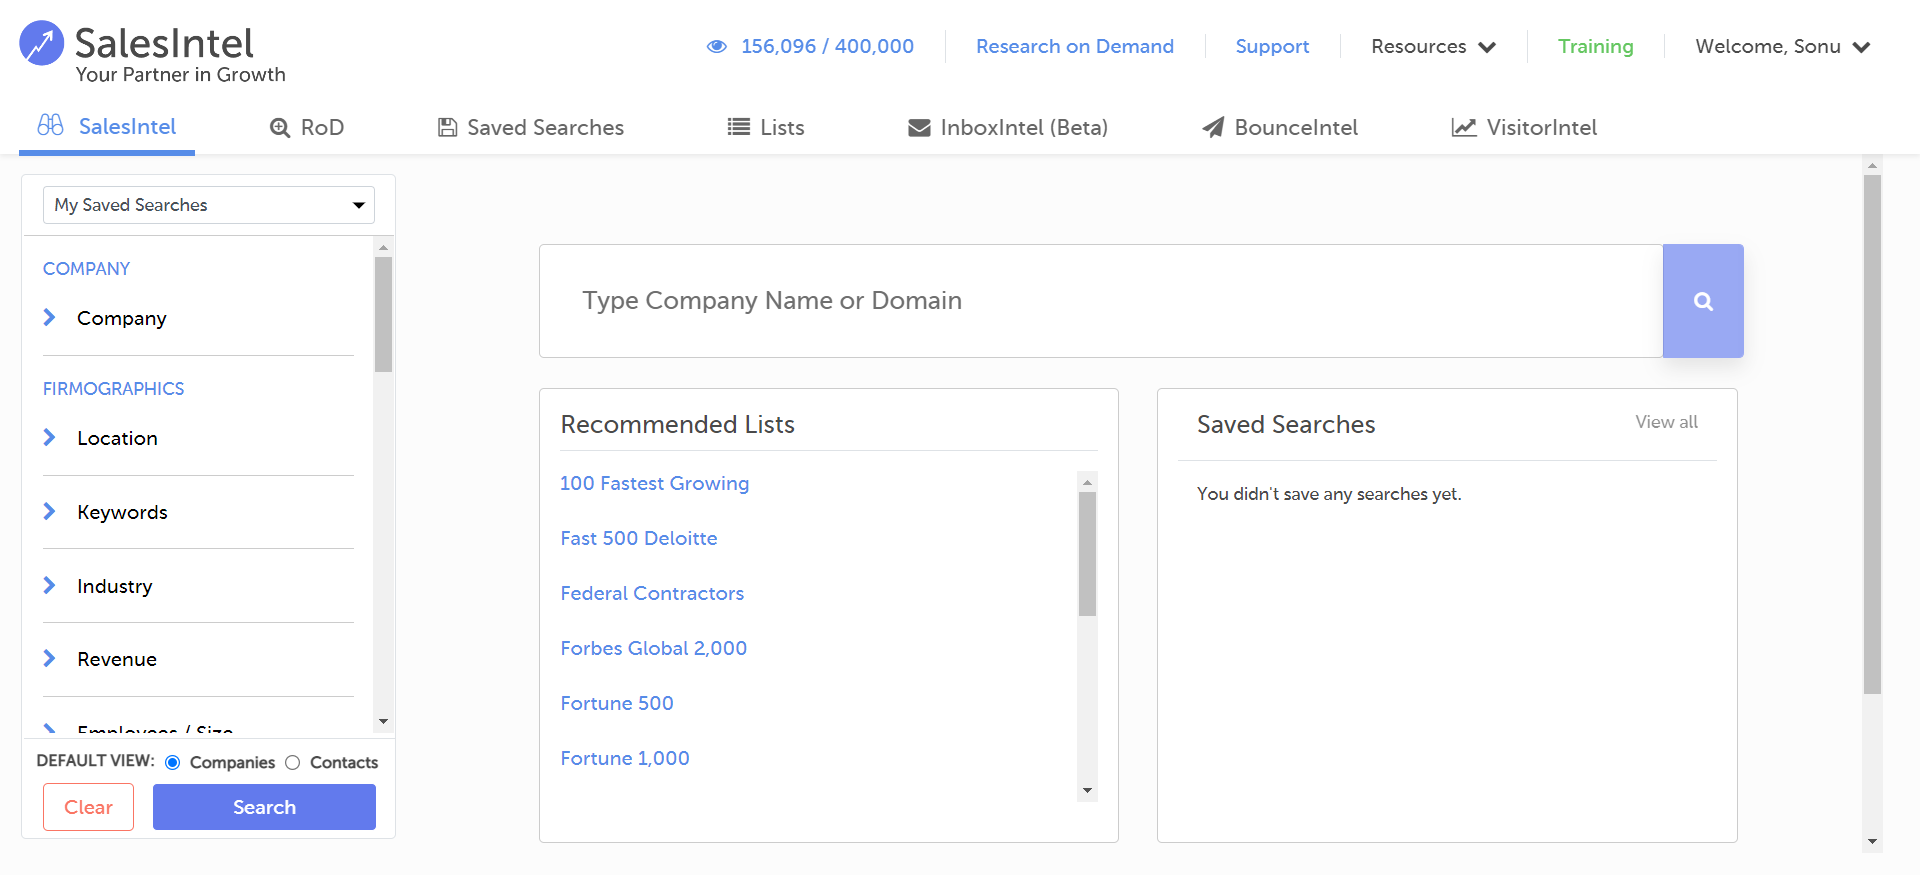 SalesIntel
Your Partner in Growth
156,096 / 400,000
Research on Demand
Support
Resources
Training
Welcome, Sonu
SalesIntel
RoD
Saved Searches
Lists
InboxIntel (Beta)
BounceIntel
VisitorIntel
My Saved Searches
COMPANY
Company
FIRMOGRAPHICS
Location
Keywords
Industry
Revenue
Employees / Size
DEFAULT VIEW: Companies Contacts
Clear
Search
Type Company Name or Domain
Recommended Lists
100 Fastest Growing
Fast 500 Deloitte
Federal Contractors
Forbes Global 2,000
Fortune 500
Fortune 1,000
Saved Searches
View all
You didn't save any searches yet.